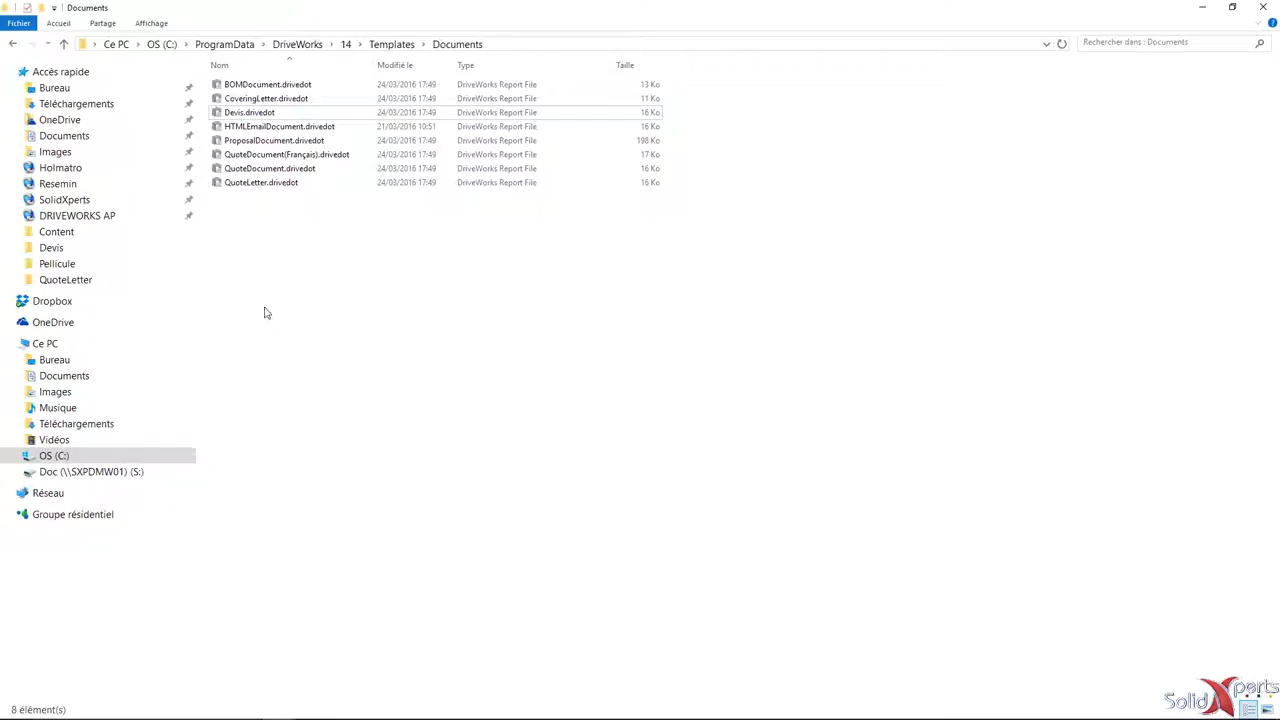 Documents
Fichier Accueil Partage Affichage
Ce PC OS (C:) ProgramData DriveWorks 14 Templates Documents Rechercher dans : Documents
Nom Modifié le Type Taille
BOMDocument.drivedot 24/03/2016 17:49 DriveWorks Report File 13 Ko
CoveringLetter.drivedot 24/03/2016 17:49 DriveWorks Report File 11 Ko
Devis.drivedot 24/03/2016 17:49 DriveWorks Report File 16 Ko
HTMLEmailDocument.drivedot 21/03/2016 10:51 DriveWorks Report File 16 Ko
ProposalDocument.drivedot 24/03/2016 17:49 DriveWorks Report File 198 Ko
QuoteDocument(Français).drivedot 24/03/2016 17:49 DriveWorks Report File 17 Ko
QuoteDocument.drivedot 24/03/2016 17:49 DriveWorks Report File 16 Ko
QuoteLetter.drivedot 24/03/2016 17:49 DriveWorks Report File 16 Ko
Accès rapide
Bureau
Téléchargements
OneDrive
Documents
Images
Holmatro
Resemin
SolidXperts
DRIVEWORKS AP
Content
Devis
Pellicule
QuoteLetter
Dropbox
OneDrive
Ce PC
Bureau
Documents
Images
Musique
Téléchargements
Vidéos
OS (C:)
Doc (\\SXPDMW01) (S:)
Réseau
Groupe résidentiel
8 élément(s)
SolidXperts